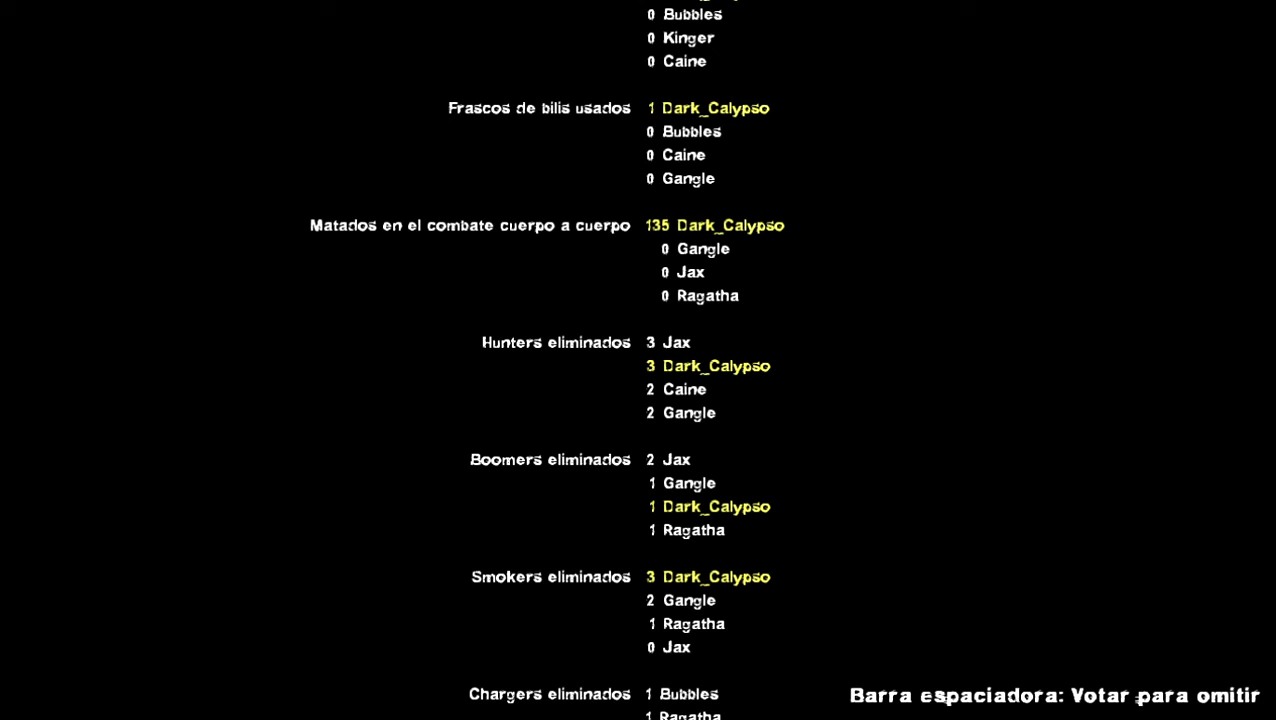 0 Bubbles
0 Kinger
0 Caine
Frascos de bilis usados 1 Dark_Calypso
0 Bubbles
0 Caine
0 Gangle
Matados en el combate cuerpo a cuerpo 135 Dark_Calypso
0 Gangle
0 Jax
0 Ragatha
Hunters eliminados 3 Jax
3 Dark_Calypso
2 Caine
2 Gangle
Boomers eliminados 2 Jax
1 Gangle
1 Dark_Calypso
1 Ragatha
Smokers eliminados 3 Dark_Calypso
2 Gangle
1 Ragatha
0 Jax
Chargers eliminados 1 Bubbles
Barra espaciadora: Votar para omitir
1 Ragatha